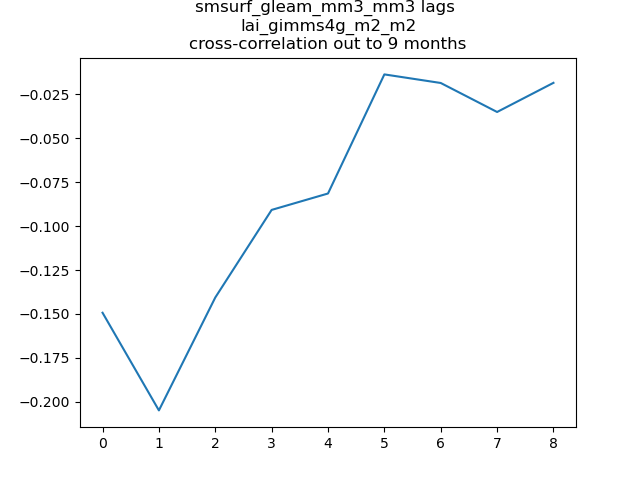 smsurf_gleam_mm3_mm3 lags
lai_gimms4g_m2_m2
cross-correlation out to 9 months
−0.025
−0.050
−0.075
−0.100
−0.125
−0.150
−0.175
−0.200
0 1 2 3 4 5 6 7 8